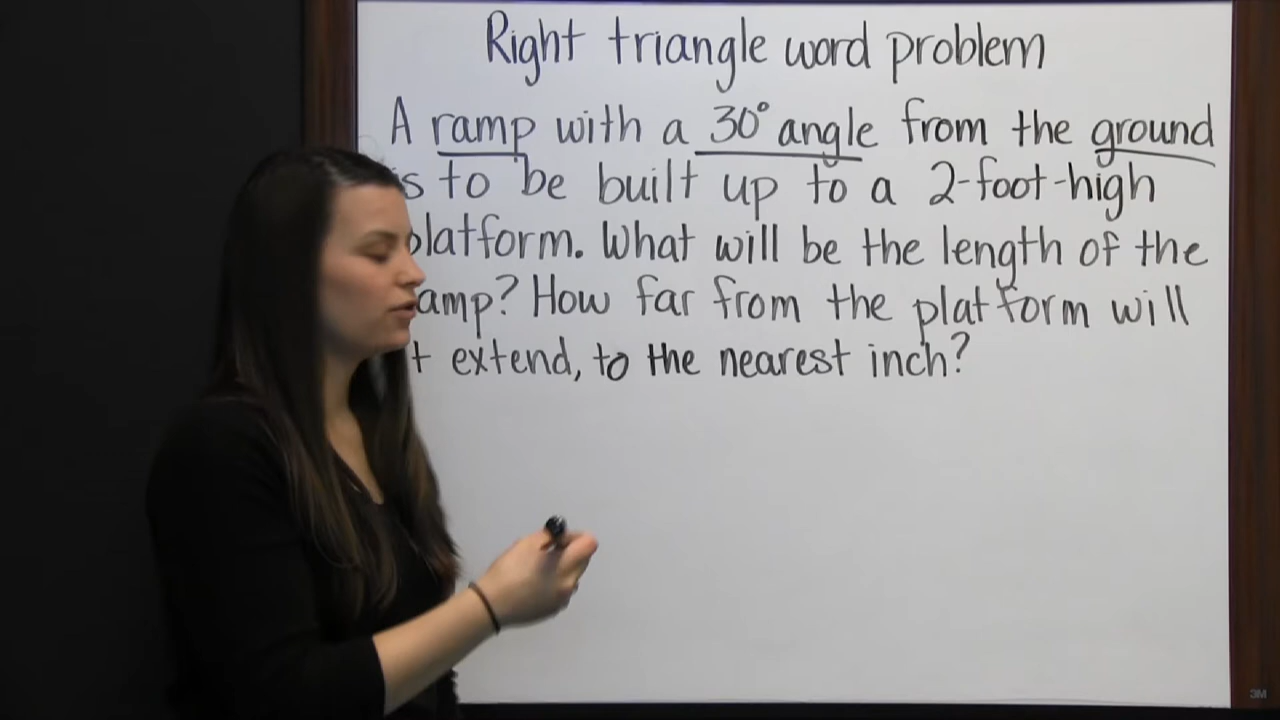 Right triangle word problem
A ramp with a 30° angle from the ground
s to be built up to a 2-foot-high
platform. What will be the length of the
amp? How far from the platform will
t extend, to the nearest inch?
3M